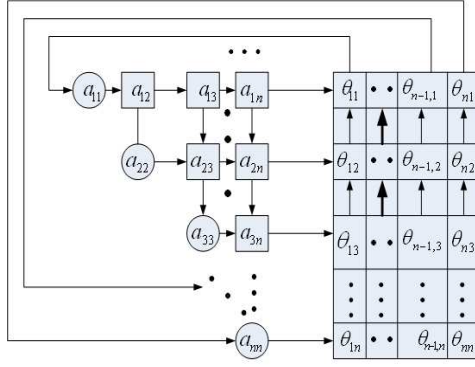 a₁₁ a₁₂ a₁₃ a₁ₙ θ₁₁ θₙ₋₁,₁ θₙ₁
a₂₂ a₂₃ a₂ₙ θ₁₂ θₙ₋₁,₂ θₙ₂
a₃₃ a₃ₙ θ₁₃ θₙ₋₁,₃ θₙ₃
aₙₙ θ₁ₙ θₙ₋₁,ₙ θₙₙ